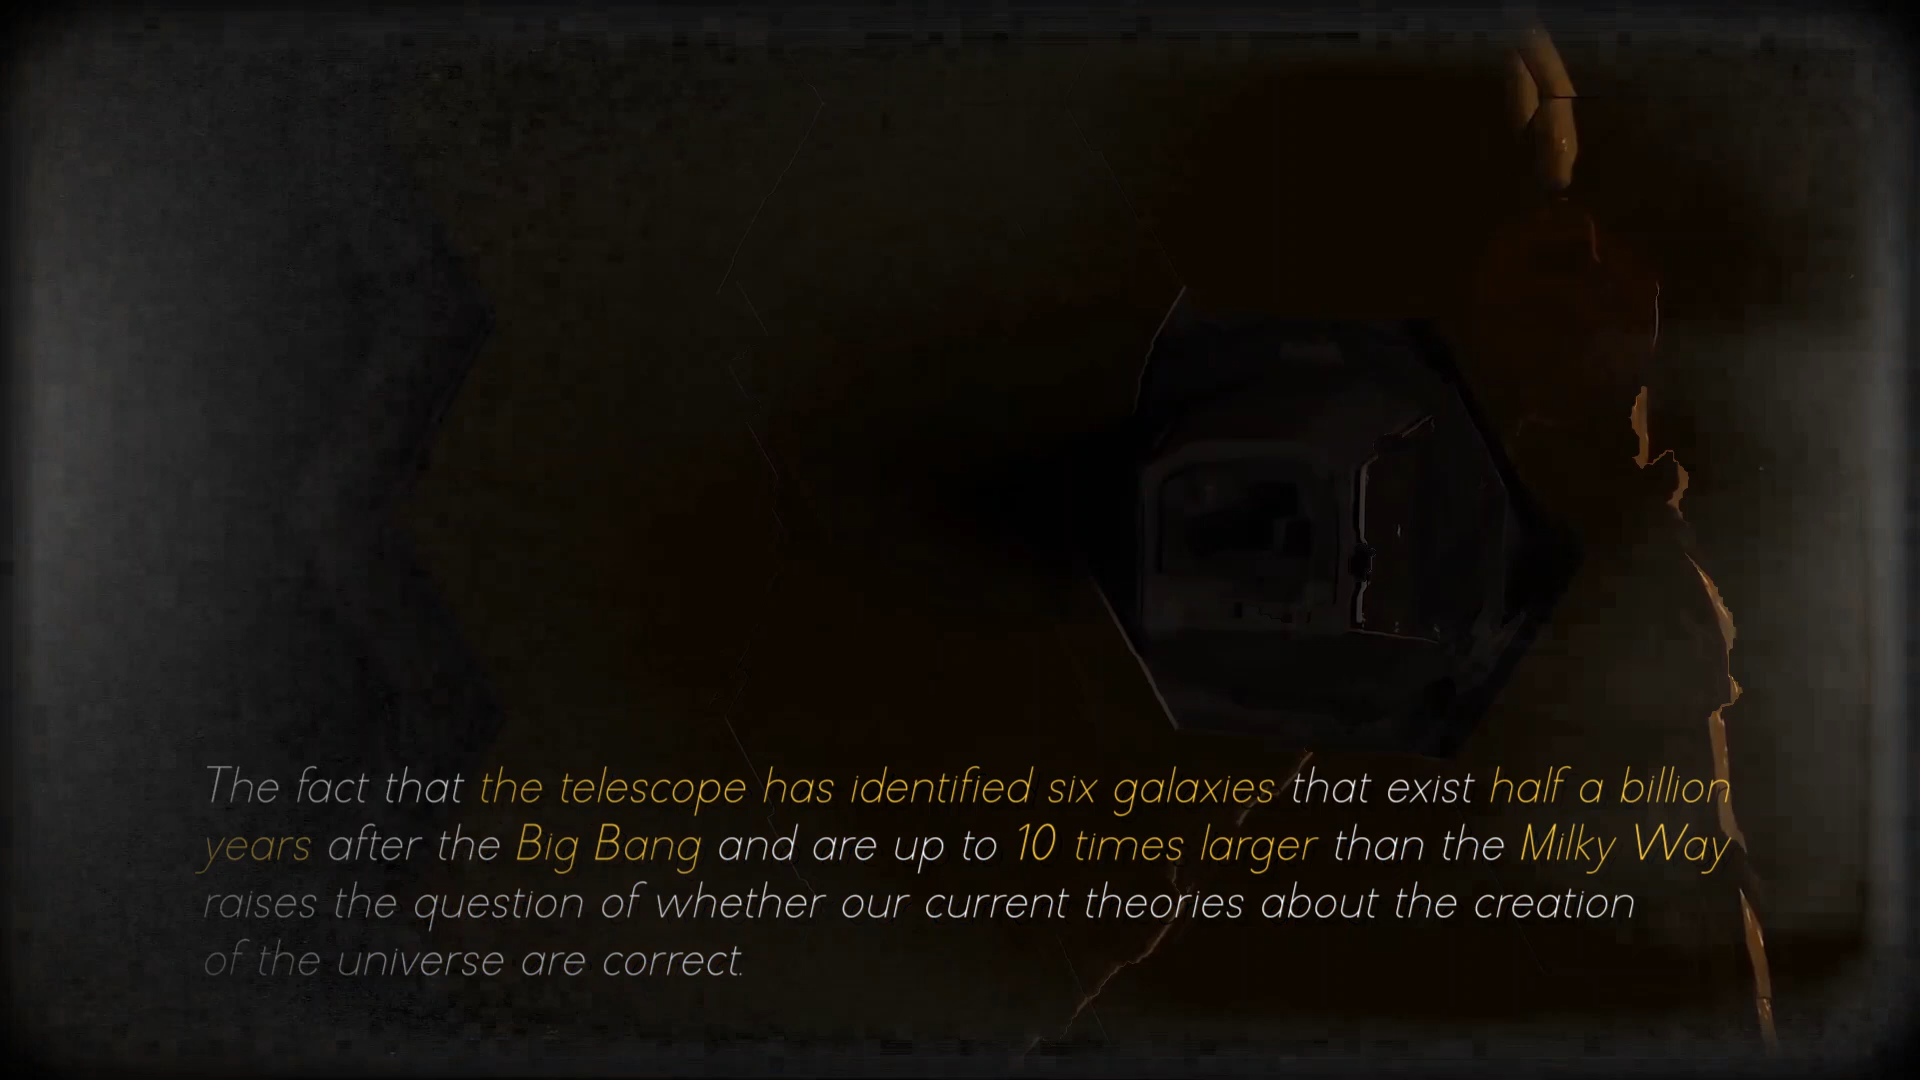 The fact that the telescope has identified six galaxies that exist half a billion
years after the Big Bang and are up to 10 times larger than the Milky Way
raises the question of whether our current theories about the creation
of the universe are correct.